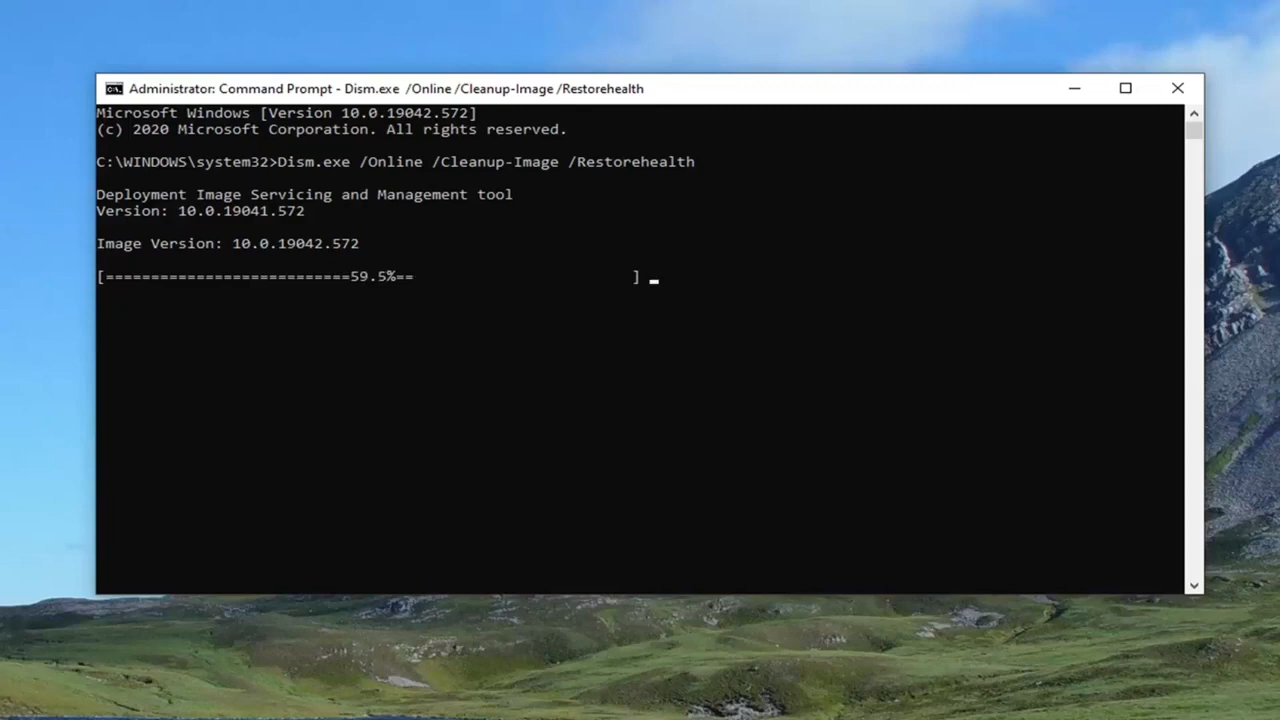 Administrator: Command Prompt - Dism.exe /Online /Cleanup-Image /Restorehealth
Microsoft Windows [Version 10.0.19042.572]
(c) 2020 Microsoft Corporation. All rights reserved.
C:\WINDOWS\system32>Dism.exe /Online /Cleanup-Image /Restorehealth
Deployment Image Servicing and Management tool
Version: 10.0.19041.572
Image Version: 10.0.19042.572
[===========================59.5%==                        ]